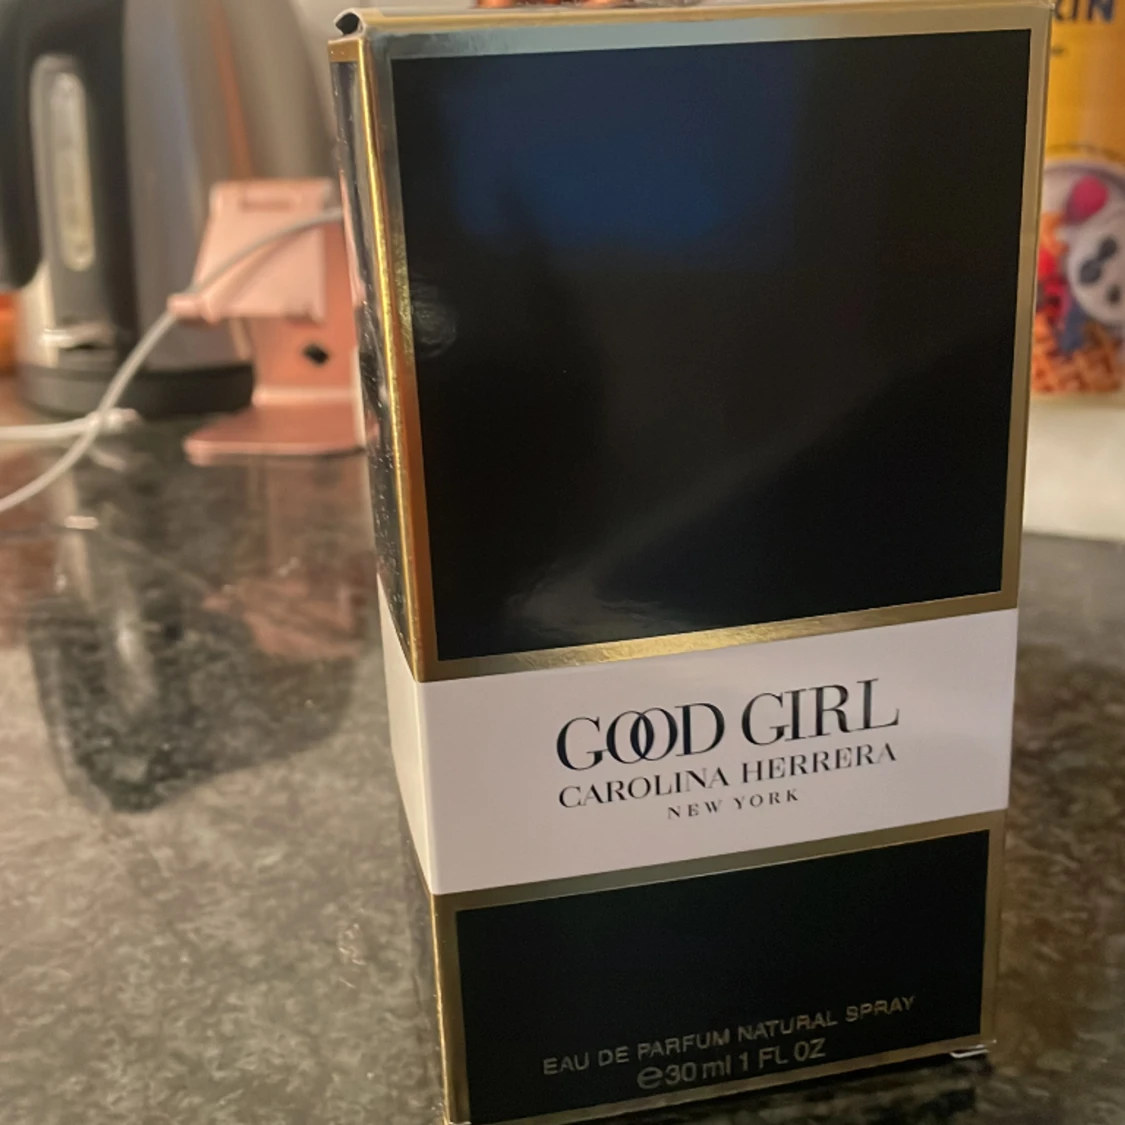 GOOD GIRL
CAROLINA HERRERA
NEW YORK
EAU DE PARFUM NATURAL SPRAY
℮30 ml 1 FL OZ